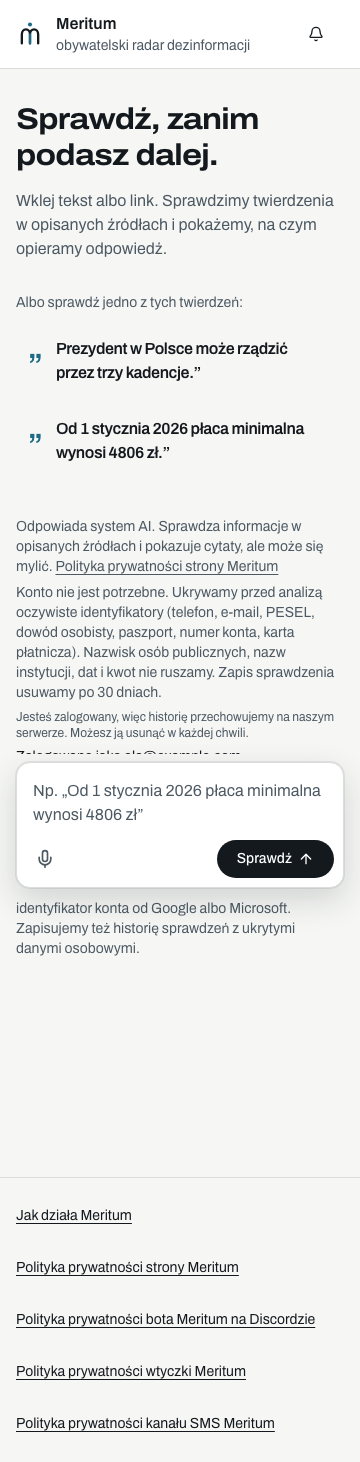 Meritum
obywatelski radar dezinformacji
Sprawdź, zanim
podasz dalej.
Wklej tekst albo link. Sprawdzimy twierdzenia
w opisanych źródłach i pokażemy, na czym
opieramy odpowiedź.
Albo sprawdź jedno z tych twierdzeń:
” Prezydent w Polsce może rządzić
przez trzy kadencje.”
” Od 1 stycznia 2026 płaca minimalna
wynosi 4806 zł.”
Odpowiada system AI. Sprawdza informacje w
opisanych źródłach i pokazuje cytaty, ale może się
mylić. Polityka prywatności strony Meritum
Konto nie jest potrzebne. Ukrywamy przed analizą
oczywiste identyfikatory (telefon, e-mail, PESEL,
dowód osobisty, paszport, numer konta, karta
płatnicza). Nazwisk osób publicznych, nazw
instytucji, dat i kwot nie ruszamy. Zapis sprawdzenia
usuwamy po 30 dniach.
Jesteś zalogowany, więc historię przechowujemy na naszym
serwerze. Możesz ją usunąć w każdej chwili.
Np. „Od 1 stycznia 2026 płaca minimalna
wynosi 4806 zł”
Sprawdź
identyfikator konta od Google albo Microsoft.
Zapisujemy też historię sprawdzeń z ukrytymi
danymi osobowymi.
Jak działa Meritum
Polityka prywatności strony Meritum
Polityka prywatności bota Meritum na Discordzie
Polityka prywatności wtyczki Meritum
Polityka prywatności kanału SMS Meritum